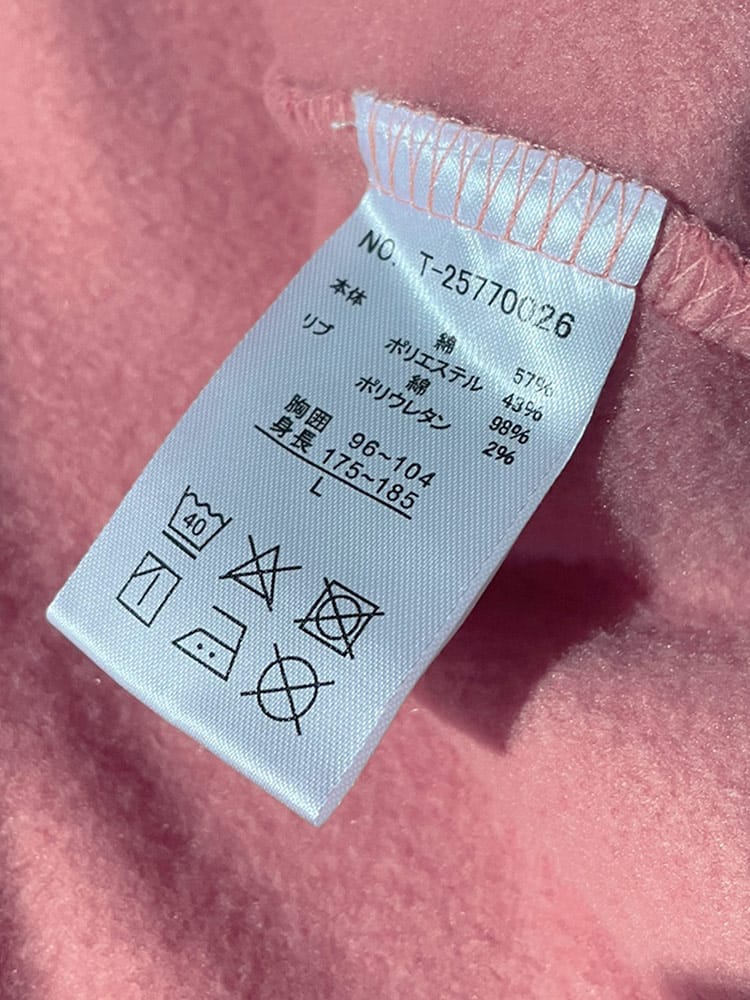 NO. T-25770026
本体 綿 57%
ポリエステル 43%
リブ 綿 98%
ポリウレタン 2%
胸囲 96~104
身長 175~185
L
40